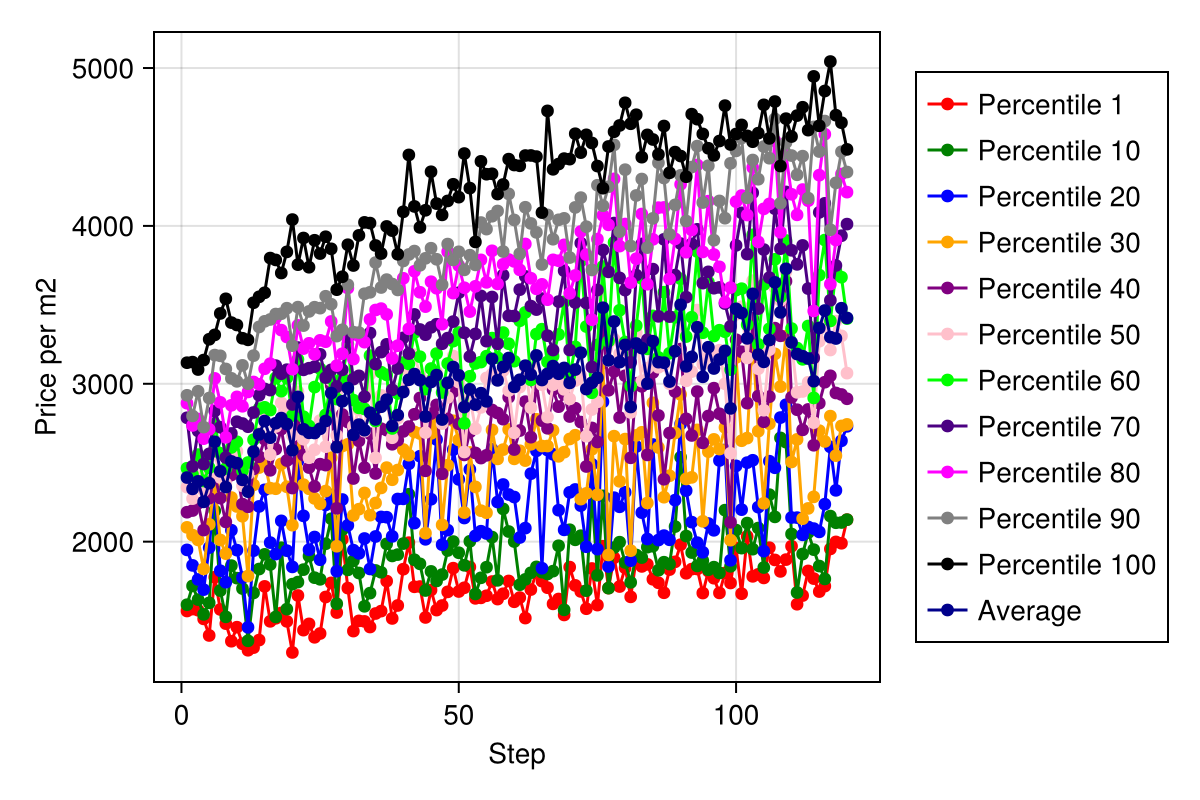 5000
4000
3000
2000
Price per m2
0
50
100
Step
Percentile 1
Percentile 10
Percentile 20
Percentile 30
Percentile 40
Percentile 50
Percentile 60
Percentile 70
Percentile 80
Percentile 90
Percentile 100
Average